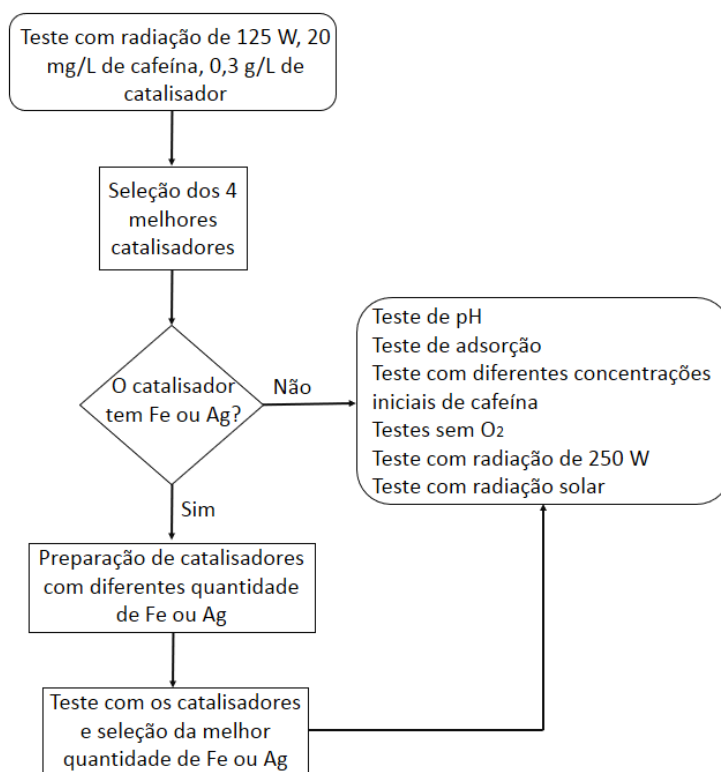 Teste com radiação de 125 W, 20
mg/L de cafeína, 0,3 g/L de
catalisador
Seleção dos 4
melhores
catalisadores
O catalisador
tem Fe ou Ag?
Não
Teste de pH
Teste de adsorção
Teste com diferentes concentrações
iniciais de cafeína
Testes sem O2
Teste com radiação de 250 W
Teste com radiação solar
Sim
Preparação de catalisadores
com diferentes quantidade
de Fe ou Ag
Teste com os catalisadores
e seleção da melhor
quantidade de Fe ou Ag